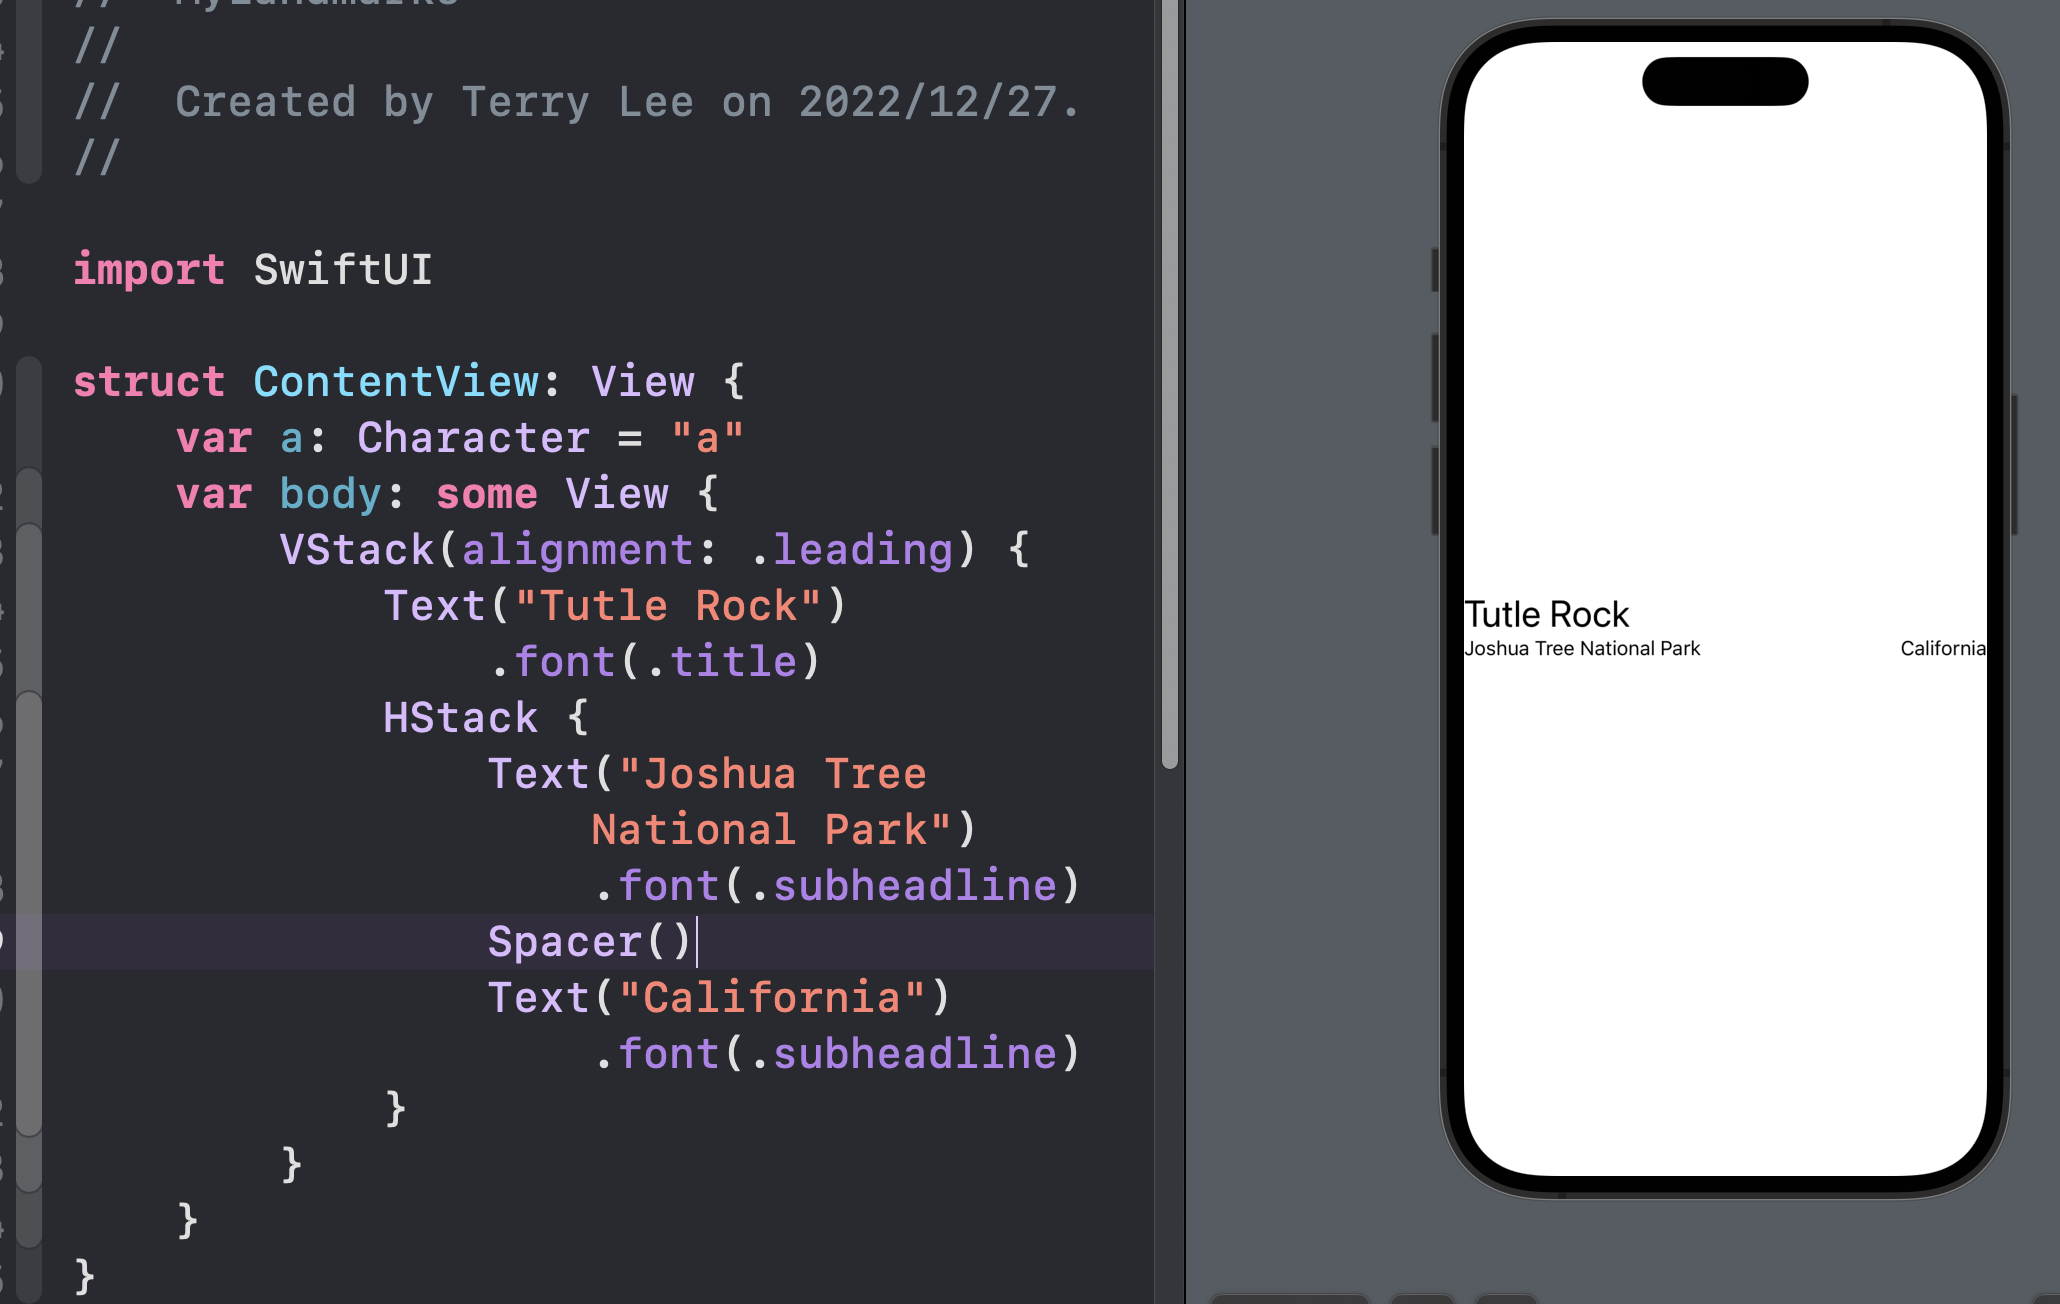 //
// Created by Terry Lee on 2022/12/27.
//
import SwiftUI
struct ContentView: View {
var a: Character = "a"
var body: some View {
VStack(alignment: .leading) {
Text("Tutle Rock")
.font(.title)
HStack {
Text("Joshua Tree
National Park")
.font(.subheadline)
Spacer()
Text("California")
.font(.subheadline)
}
}
}
}
Tutle Rock
Joshua Tree National Park California